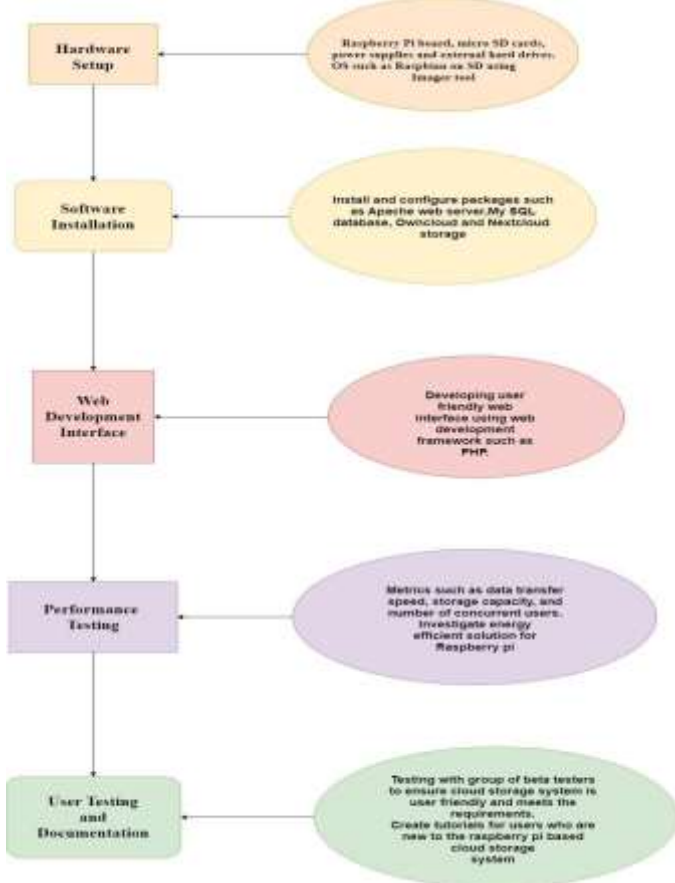 Hardware
Setup
Raspberry Pi board, micro SD cards,
power supplies and external hard drives.
OS such as Raspbian on SD using
Imager tool
Software
Installation
Install and configure packages such
as Apache web server,My SQL
database, Owncloud and Nextcloud
storage
Web
Development
Interface
Developing user
friendly web
interface using web
development
framework such as
PHP.
Performance
Testing
Metrics such as data transfer
speed, storage capacity, and
number of concurrent users.
Investigate energy
efficient solution for
Raspberry pi
User Testing
and
Documentation
Testing with group of beta testers
to ensure cloud storage system is
user friendly and meets the
requirements.
Create tutorials for users who are
new to the raspberry pi based
cloud storage
system